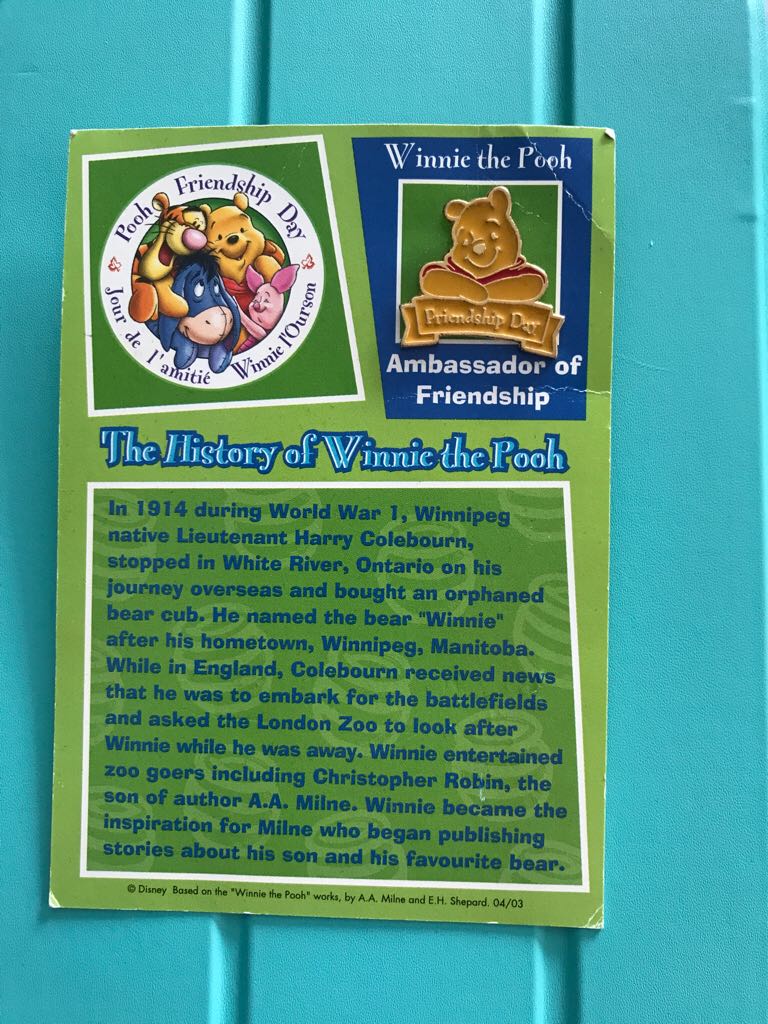 Pooh Friendship Day
Jour de l'amitié Winnie l'Ourson
Winnie the Pooh
Friendship Day
Ambassador of
Friendship
The History of Winnie the Pooh
In 1914 during World War 1, Winnipeg
native Lieutenant Harry Colebourn,
stopped in White River, Ontario on his
journey overseas and bought an orphaned
bear cub. He named the bear "Winnie"
after his hometown, Winnipeg, Manitoba.
While in England, Colebourn received news
that he was to embark for the battlefields
and asked the London Zoo to look after
Winnie while he was away. Winnie entertained
zoo goers including Christopher Robin, the
son of author A.A. Milne. Winnie became the
inspiration for Milne who began publishing
stories about his son and his favourite bear.
© Disney Based on the "Winnie the Pooh" works, by A.A. Milne and E.H. Shepard. 04/03